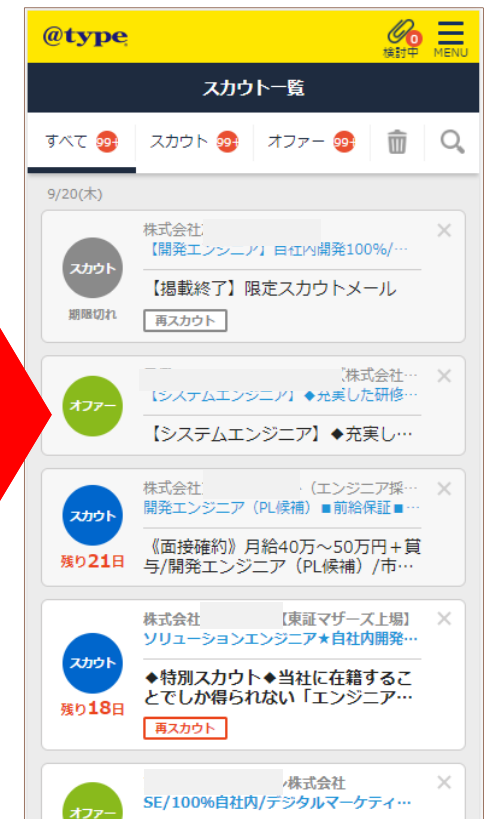 @type
0
検討中 MENU
スカウト一覧
すべて 99+ スカウト 99+ オファー 99+
9/20(木)
株式会社
【開発エンジニア】自社内開発100%/…
スカウト
【掲載終了】限定スカウトメール
期限切れ
再スカウト
株式会社…
【システムエンジニア】◆充実した研修…
オファー
【システムエンジニア】◆充実し…
株式会社 （エンジニア採…
開発エンジニア（PL候補）■前給保証■…
スカウト
《面接確約》月給40万～50万円＋賞
残り21日
与/開発エンジニア（PL候補）/市…
株式会社 【東証マザーズ上場】
ソリューションエンジニア★自社内開発…
スカウト
◆特別スカウト◆当社に在籍するこ
とでしか得られない「エンジニア…
残り18日
再スカウト
株式会社
SE/100%自社内/デジタルマーケティ…
オファー